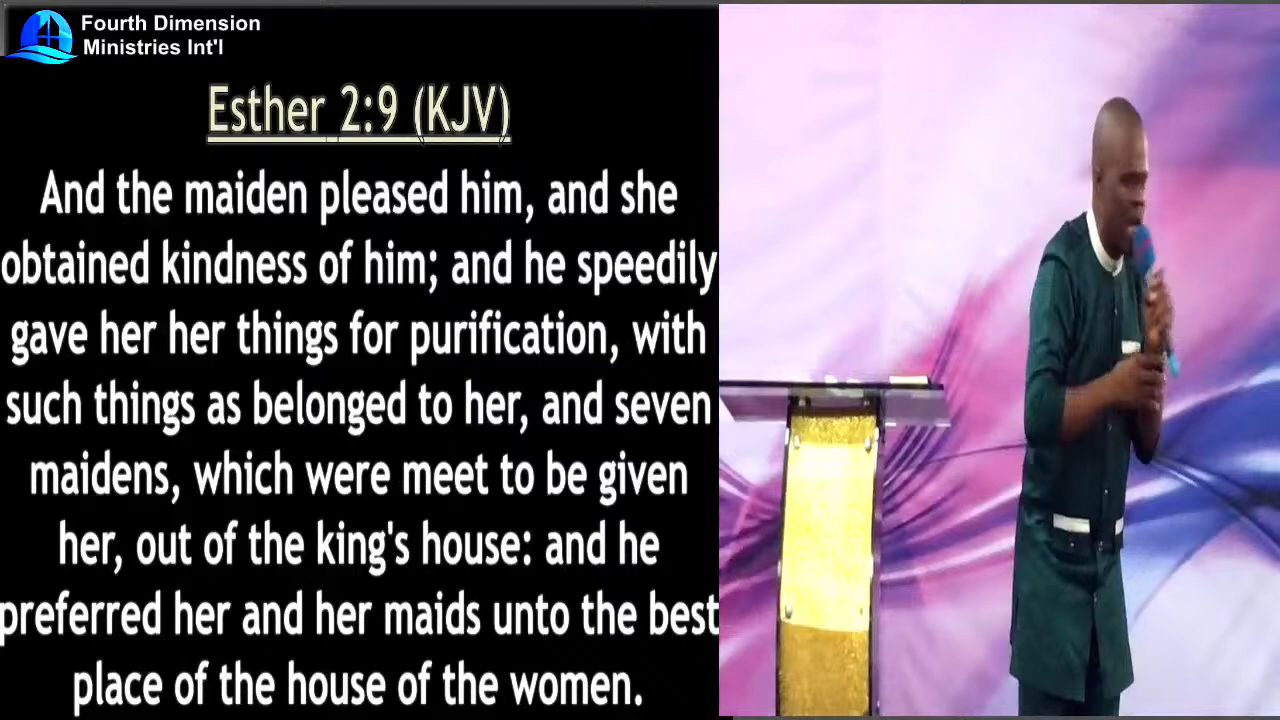 Fourth Dimension
Ministries Int'l
Esther 2:9 (KJV)
And the maiden pleased him, and she
obtained kindness of him; and he speedily
gave her her things for purification, with
such things as belonged to her, and seven
maidens, which were meet to be given
her, out of the king's house: and he
preferred her and her maids unto the best
place of the house of the women.